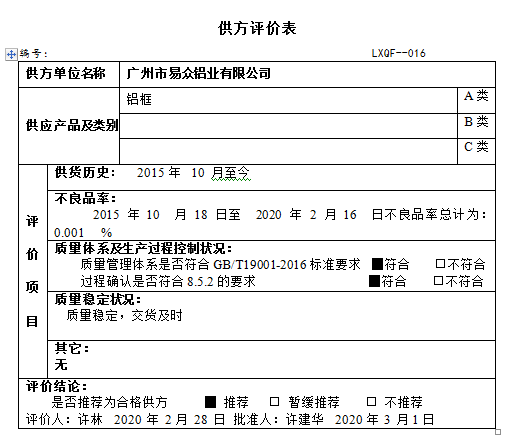 供方评价表
编号： LXQF--016
供方单位名称 广州市易众铝业有限公司
供应产品及类别 铝框 A 类
B 类
C 类
评价项目
供货历史： 2015 年 10 月至今
不良品率：
2015 年 10 月 18 日至 2020 年 2 月 16 日不良品率总计为：
0.001 %
质量体系及生产过程控制状况：
质量管理体系是否符合 GB/T19001-2016 标准要求 ■符合 □不符合
过程确认是否符合 8.5.2 的要求 ■符合 □不符合
质量稳定状况：
质量稳定，交货及时
其它：
无
评价结论：
是否推荐为合格供方 ■ 推荐 □ 暂缓推荐 □ 不推荐
评价人：许林 2020 年 2 月 28 日 批准人：许建华 2020 年 3 月 1 日